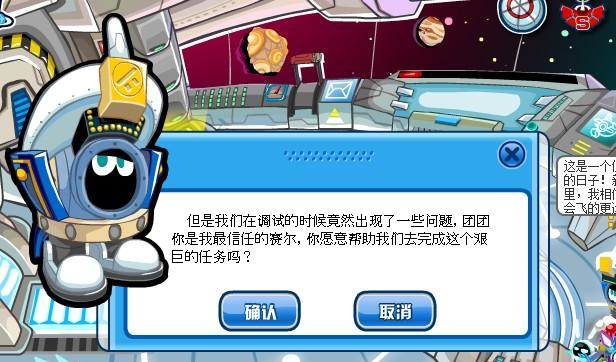 但是我们在调试的时候竟然出现了一些问题,团团
你是我最信任的赛尔,你愿意帮助我们去完成这个艰
巨的任务吗?
确认
取消
这是一个
的日子!
里,我相
会飞的更
S